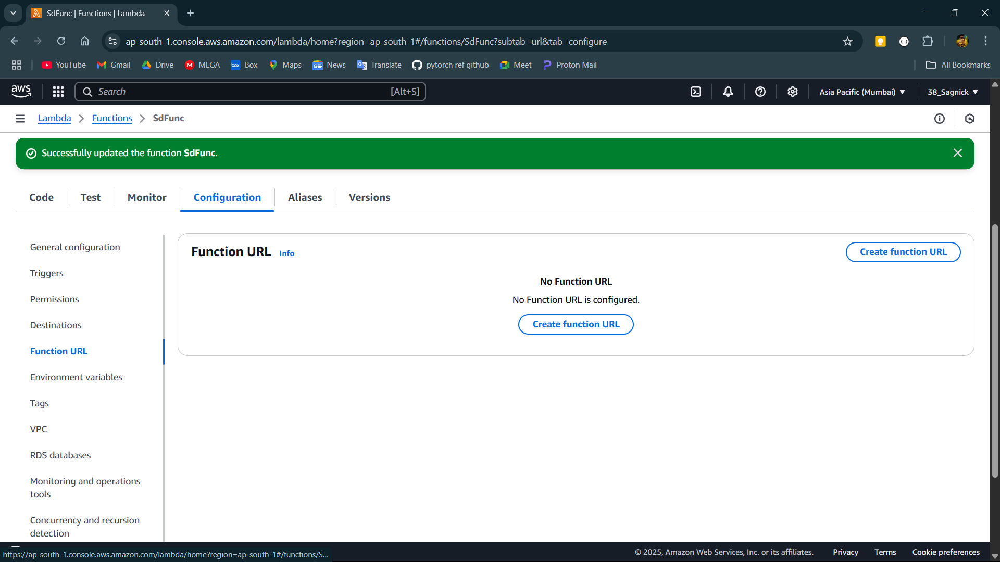 SdFunc | Functions | Lambda
ap-south-1.console.aws.amazon.com/lambda/home?region=ap-south-1#/functions/SdFunc?subtab=url&tab=configure
YouTube Gmail Drive MEGA Box Maps News Translate pytorch ref github Meet Proton Mail All Bookmarks
aws Search [Alt+S] Asia Pacific (Mumbai) 38_Sagnick
Lambda Functions SdFunc
Successfully updated the function SdFunc.
Code Test Monitor Configuration Aliases Versions
General configuration
Triggers
Permissions
Destinations
Function URL
Environment variables
Tags
VPC
RDS databases
Monitoring and operations
tools
Concurrency and recursion
detection
Function URL Info Create function URL
No Function URL
No Function URL is configured.
Create function URL
https://ap-south-1.console.aws.amazon.com/lambda/home?region=ap-south-1#/functions/S...
© 2025, Amazon Web Services, Inc. or its affiliates. Privacy Terms Cookie preferences